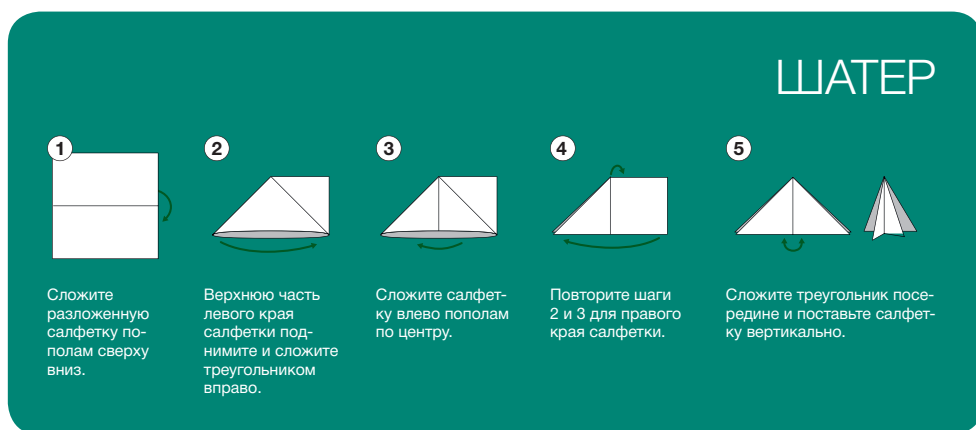 ШАТЕР
1
Сложите
разложенную
салфетку по-
полам сверху
вниз.
2
Верхнюю часть
левого края
салфетки под-
нимите и сложите
треугольником
вправо.
3
Сложите салфет-
ку влево пополам
по центру.
4
Повторите шаги
2 и 3 для правого
края салфетки.
5
Сложите треугольник посе-
редине и поставьте салфет-
ку вертикально.